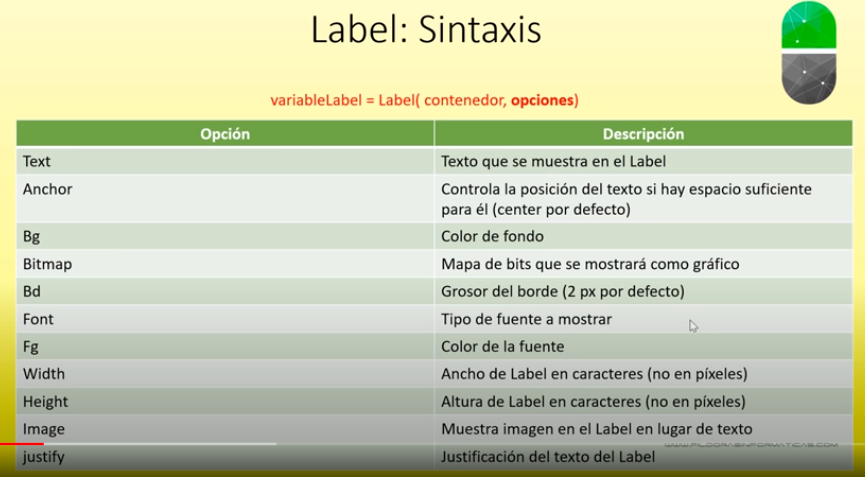 Label: Sintaxis
variableLabel = Label( contenedor, opciones)
Opción Descripción
Text Texto que se muestra en el Label
Anchor Controla la posición del texto si hay espacio suficiente
para él (center por defecto)
Bg Color de fondo
Bitmap Mapa de bits que se mostrará como gráfico
Bd Grosor del borde (2 px por defecto)
Font Tipo de fuente a mostrar
Fg Color de la fuente
Width Ancho de Label en caracteres (no en píxeles)
Height Altura de Label en caracteres (no en píxeles)
Image Muestra imagen en el Label en lugar de texto
WWW.PILDORASINFORMATICAS.COM
justify Justificación del texto del Label